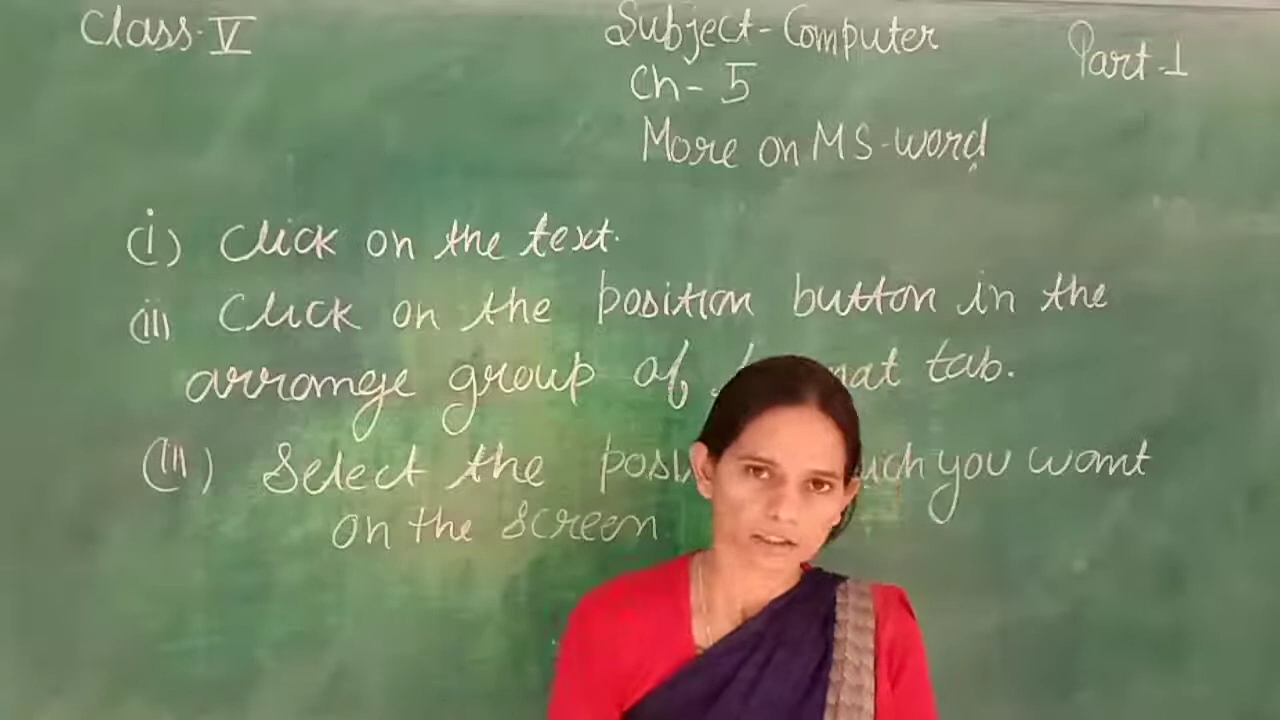 Class-V
Subject-Computer
Part-1
Ch-5
More on MS-word
(i) Click on the text.
(ii) Click on the position button in the
arrange group of tab.
(iii) Select the you want
on the screen